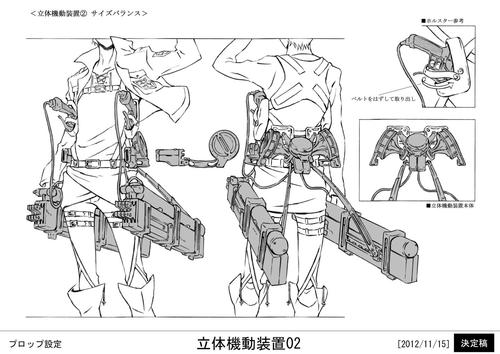 ＜立体機動装置② サイズバランス＞
■ホルスター参考
ベルトをはずして取り出し
■立体機動装置本体
プロップ設定
立体機動装置02
[2012/11/15]
決定稿